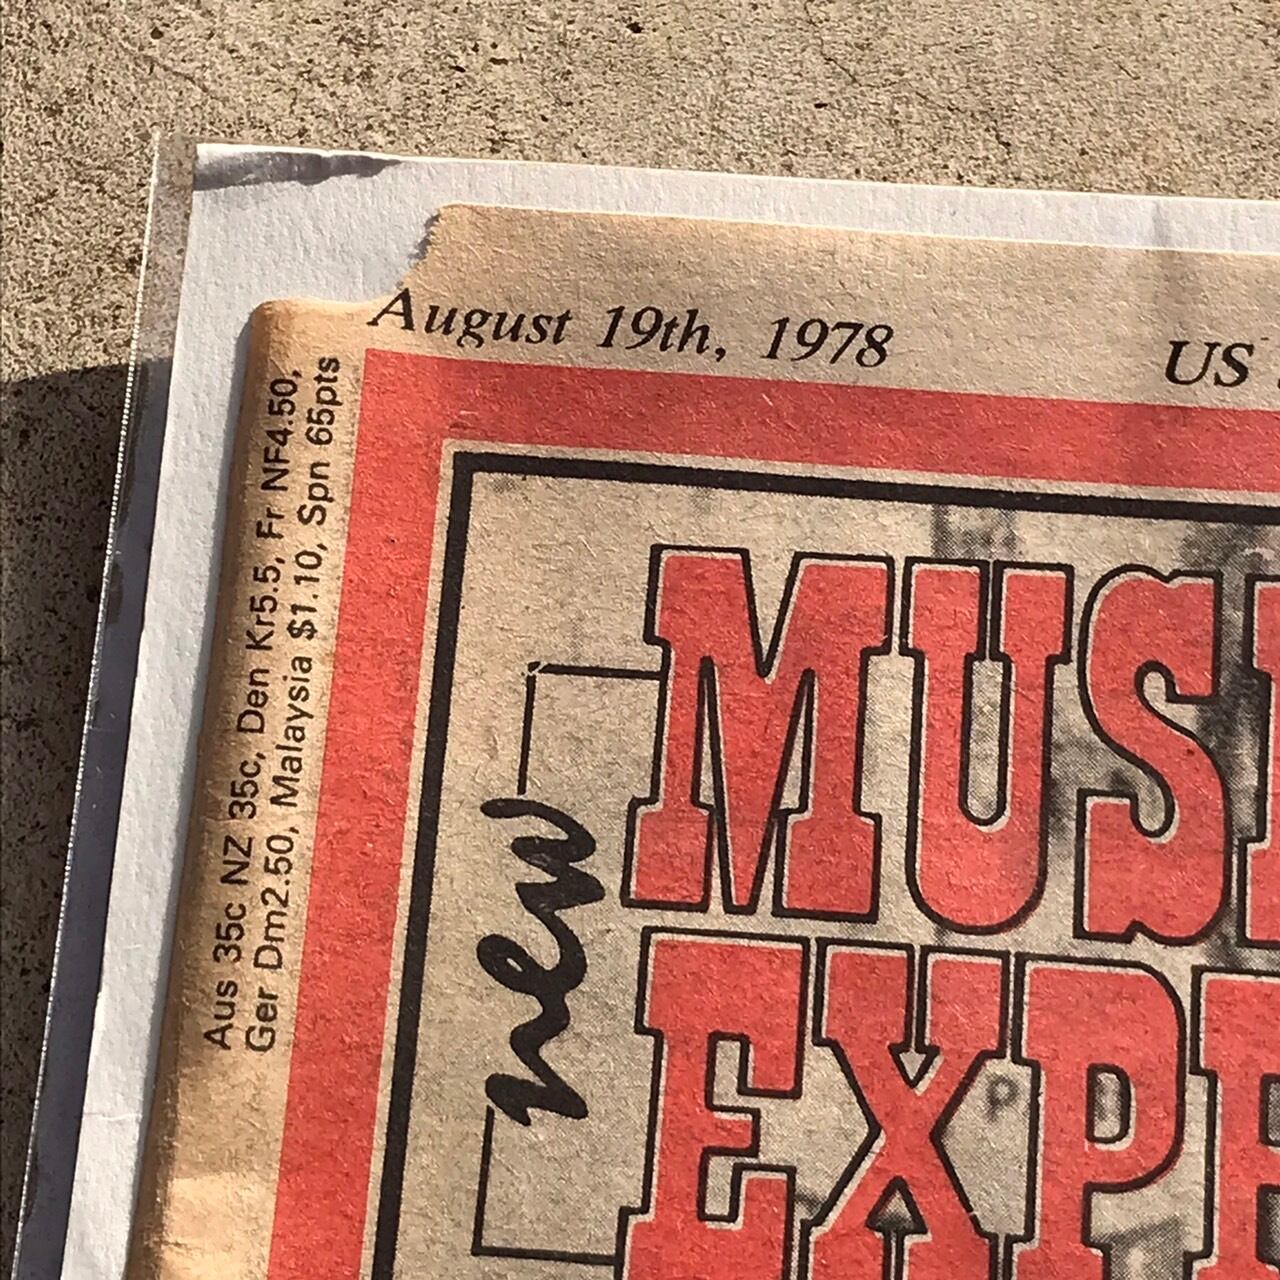 August 19th, 1978
US
Aus 35c NZ 35c, Den Kr5.5, Fr NF4.50,
Ger Dm2.50, Malaysia $1.10, Spn 65pts
new
MUS
EXP